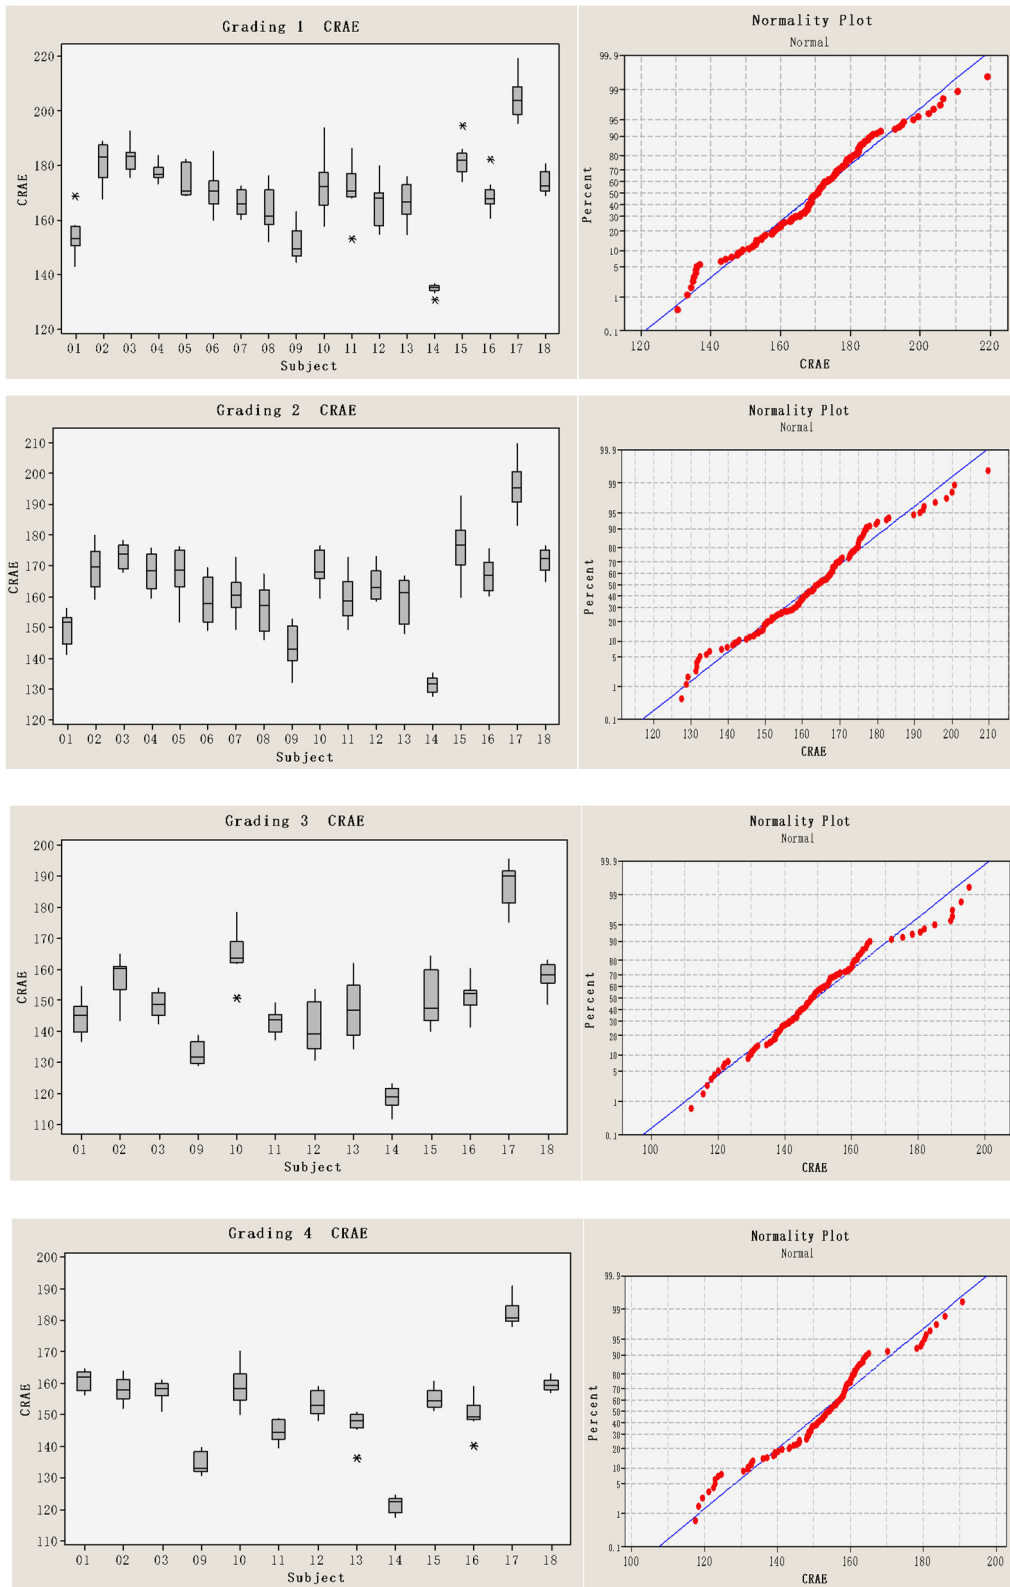 Grading 1 CRAE
220
200
180
160
140
120
CRAE
01 02 03 04 05 06 07 08 09 10 11 12 13 14 15 16 17 18
Subject
Normality Plot
Normal
99.9
99
95
90
80
70
60
50
40
30
20
10
5
1
0.1
Percent
120 140 160 180 200 220
CRAE
Grading 2 CRAE
210
200
190
180
170
160
150
140
130
120
CRAE
01 02 03 04 05 06 07 08 09 10 11 12 13 14 15 16 17 18
Subject
Normality Plot
Normal
99.9
99
95
90
80
70
60
50
40
30
20
10
5
1
0.1
Percent
120 130 140 150 160 170 180 190 200 210
CRAE
Grading 3 CRAE
200
190
180
170
160
150
140
130
120
110
CRAE
01 02 03 09 10 11 12 13 14 15 16 17 18
Subject
Normality Plot
Normal
99.9
99
95
90
80
70
60
50
40
30
20
10
5
1
0.1
Percent
100 120 140 160 180 200
CRAE
Grading 4 CRAE
200
190
180
170
160
150
140
130
120
110
CRAE
01 02 03 09 10 11 12 13 14 15 16 17 18
Subject
Normality Plot
Normal
99.9
99
95
90
80
70
60
50
40
30
20
10
5
1
0.1
Percent
100 120 140 160 180 200
CRAE